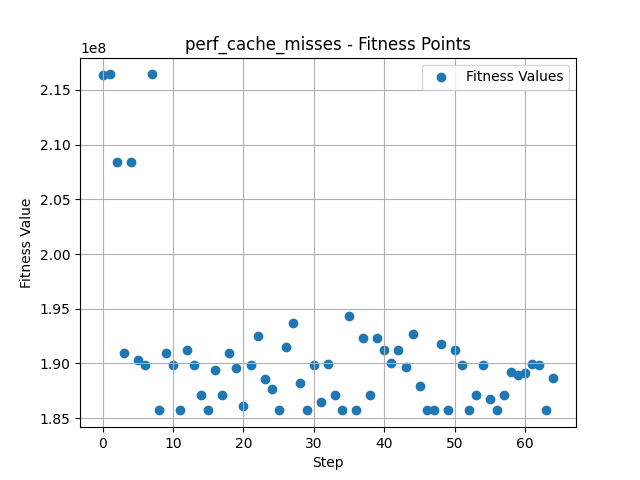 perf_cache_misses - Fitness Points
1e8
Fitness Values
2.15
2.10
2.05
2.00
1.95
1.90
1.85
Fitness Value
0 10 20 30 40 50 60
Step